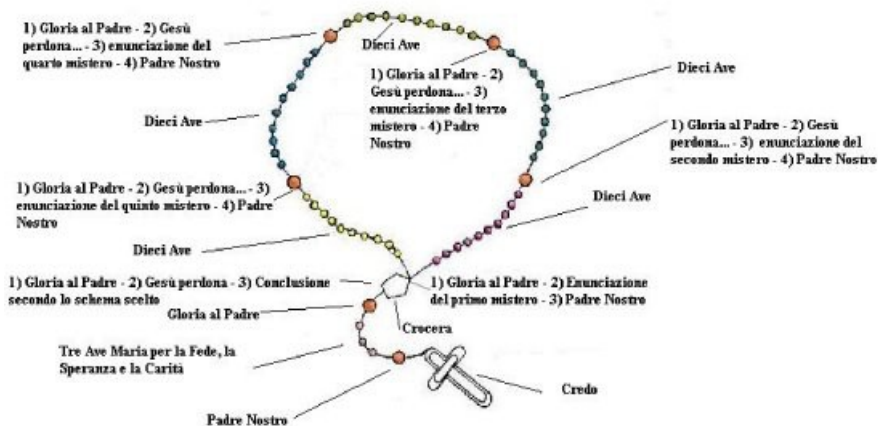 1) Gloria al Padre - 2) Gesù
perdona... - 3) enunciazione del
quarto mistero - 4) Padre Nostro
Dieci Ave
1) Gloria al Padre - 2)
Gesù perdona... - 3)
enunciazione del terzo
mistero - 4) Padre
Nostro
Dieci Ave
Dieci Ave
1) Gloria al Padre - 2) Gesù
perdona... - 3) enunciazione del
secondo mistero - 4) Padre Nostro
1) Gloria al Padre - 2) Gesù perdona... - 3)
enunciazione del quinto mistero - 4) Padre
Nostro
Dieci Ave
Dieci Ave
1) Gloria al Padre - 2) Gesù perdona - 3) Conclusione
secondo lo schema scelto
1) Gloria al Padre - 2) Enunciazione
del primo mistero - 3) Padre Nostro
Gloria al Padre
Crocera
Tre Ave Maria per la Fede, la
Speranza e la Carità
Credo
Padre Nostro